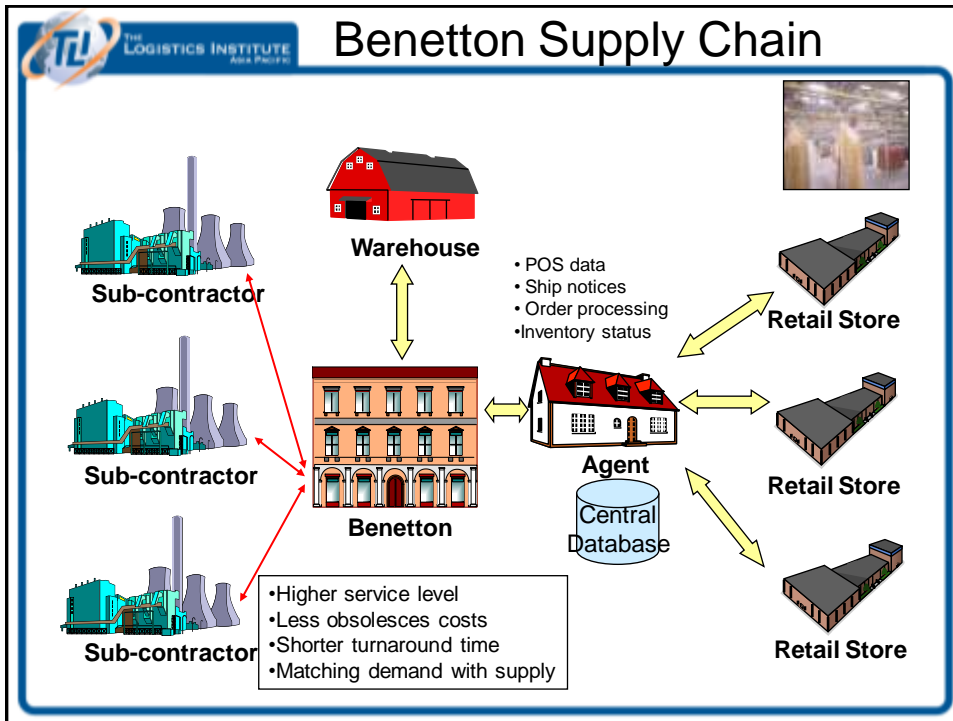 THE
LOGISTICS INSTITUTE
ASIA PACIFIC
Benetton Supply Chain
Sub-contractor
Warehouse
• POS data
• Ship notices
• Order processing
•Inventory status
Retail Store
Sub-contractor
Benetton
Agent
Central
Database
Retail Store
Sub-contractor
•Higher service level
•Less obsolesces costs
•Shorter turnaround time
•Matching demand with supply
Retail Store